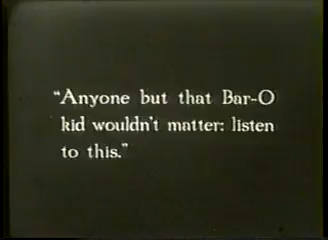 “Anyone but that Bar-O
kid wouldn't matter: listen
to this.”